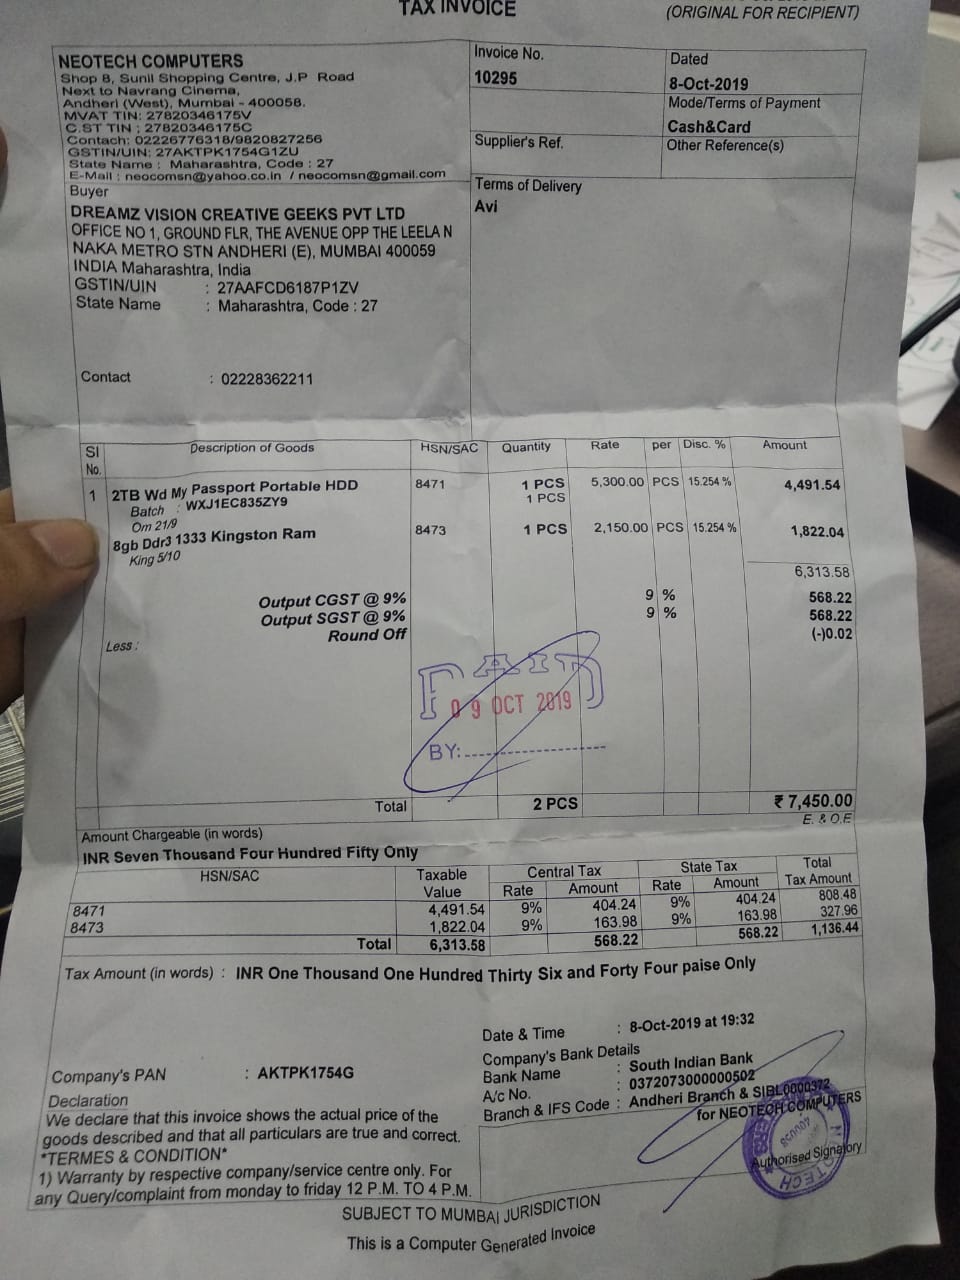 TAX INVOICE
(ORIGINAL FOR RECIPIENT)
NEOTECH COMPUTERS
Shop 8, Sunil Shopping Centre, J.P Road
Next to Navrang Cinema,
Andheri (West), Mumbai - 400058.
MVAT TIN: 27820346175V
C.ST TIN : 27820346175C
Contach: 02226776318/9820827256
GSTIN/UIN: 27AKTPK1754G1ZU
State Name : Maharashtra, Code : 27
E-Mail : neocomsn@yahoo.co.in / neocomsn@gmail.com
Invoice No.
10295
Dated
8-Oct-2019
Mode/Terms of Payment
Cash&Card
Supplier's Ref.
Other Reference(s)
Terms of Delivery
Avi
Buyer
DREAMZ VISION CREATIVE GEEKS PVT LTD
OFFICE NO 1, GROUND FLR, THE AVENUE OPP THE LEELA N
NAKA METRO STN ANDHERI (E), MUMBAI 400059
INDIA Maharashtra, India
GSTIN/UIN : 27AAFCD6187P1ZV
State Name : Maharashtra, Code : 27
Contact : 02228362211
SI No. Description of Goods HSN/SAC Quantity Rate per Disc. % Amount
1 2TB Wd My Passport Portable HDD 8471 1 PCS 5,300.00 PCS 15.254 % 4,491.54
Batch : WXJ1EC835ZY9 1 PCS
Om 21/9
8gb Ddr3 1333 Kingston Ram 8473 1 PCS 2,150.00 PCS 15.254 % 1,822.04
King 5/10
6,313.58
Output CGST @ 9% 9 % 568.22
Output SGST @ 9% 9 % 568.22
Less : Round Off (-)0.02
PAID
09 OCT 2019
BY:
Total 2 PCS ₹ 7,450.00
E. & O.E
Amount Chargeable (in words)
INR Seven Thousand Four Hundred Fifty Only
HSN/SAC Taxable Value Central Tax Rate Amount State Tax Rate Amount Total Tax Amount
8471 4,491.54 9% 404.24 9% 404.24 808.48
8473 1,822.04 9% 163.98 9% 163.98 327.96
Total 6,313.58 568.22 568.22 1,136.44
Tax Amount (in words) : INR One Thousand One Hundred Thirty Six and Forty Four paise Only
Date & Time : 8-Oct-2019 at 19:32
Company's Bank Details
Bank Name : South Indian Bank
A/c No. : 0372073000000502
Branch & IFS Code : Andheri Branch & SIBL0000372
Company's PAN : AKTPK1754G
Declaration
We declare that this invoice shows the actual price of the
goods described and that all particulars are true and correct.
*TERMES & CONDITION*
1) Warranty by respective company/service centre only. For
any Query/complaint from monday to friday 12 P.M. TO 4 P.M.
for NEOTECH COMPUTERS
Authorised Signatory
NEOTECH
SUBJECT TO MUMBAI JURISDICTION
This is a Computer Generated Invoice